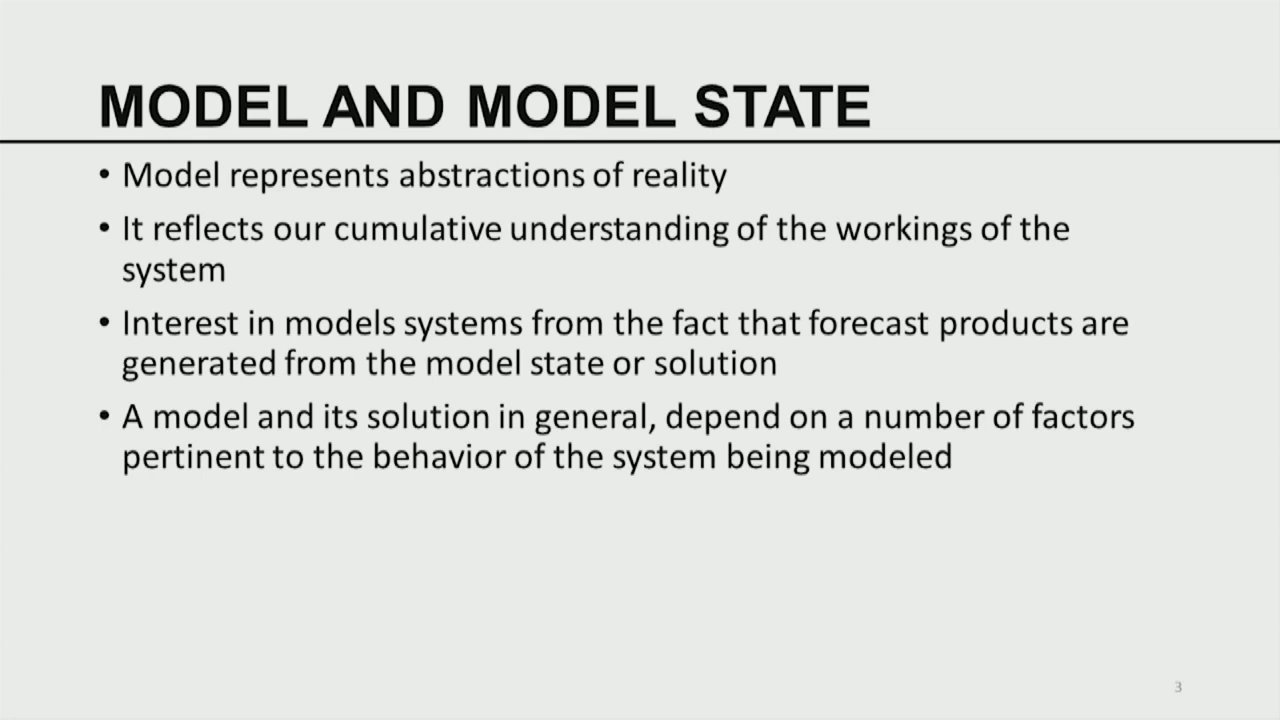 MODEL AND MODEL STATE
• Model represents abstractions of reality
• It reflects our cumulative understanding of the workings of the
system
• Interest in models systems from the fact that forecast products are
generated from the model state or solution
• A model and its solution in general, depend on a number of factors
pertinent to the behavior of the system being modeled
3